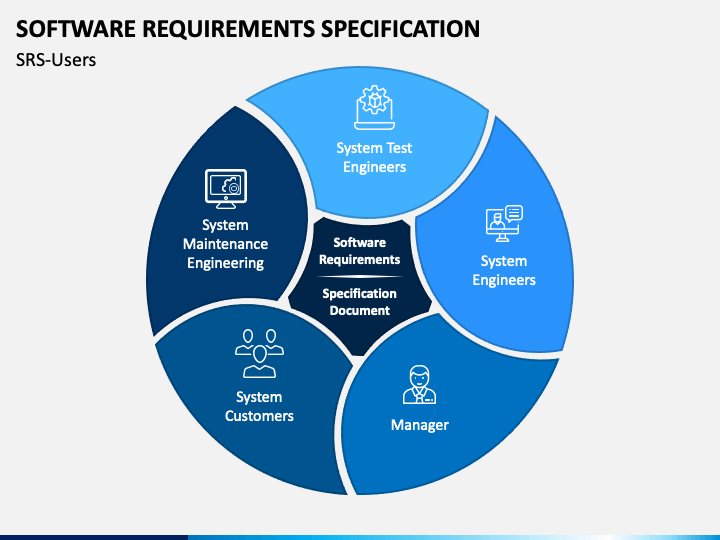 SOFTWARE REQUIREMENTS SPECIFICATION
SRS-Users
System Test
Engineers
System
Engineers
Manager
System
Customers
System
Maintenance
Engineering
Software
Requirements
Specification
Document